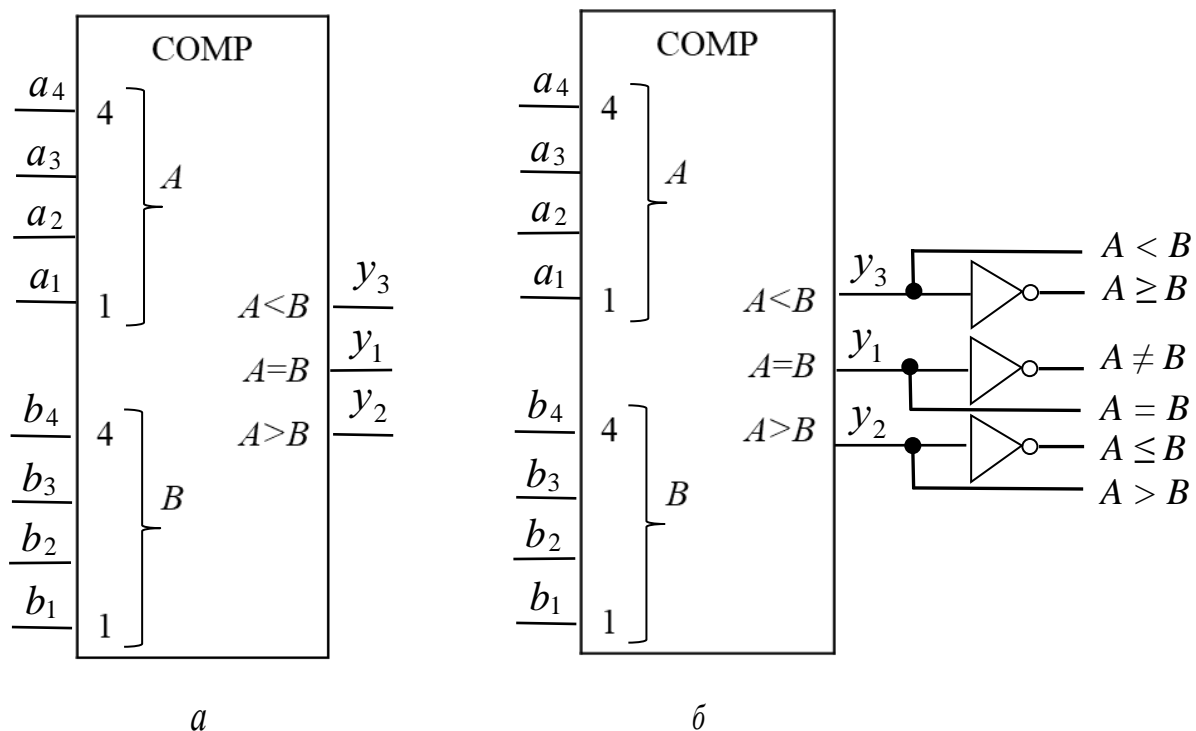 COMP
a4
4
a3
A
a2
a1
1
A<B
y3
A=B
y1
A>B
y2
b4
4
b3
B
b2
b1
1
а
COMP
a4
4
a3
A
a2
a1
1
A<B
y3
A=B
y1
A>B
y2
b4
4
b3
B
b2
b1
1
A < B
A ≥ B
A ≠ B
A = B
A ≤ B
A > B
б